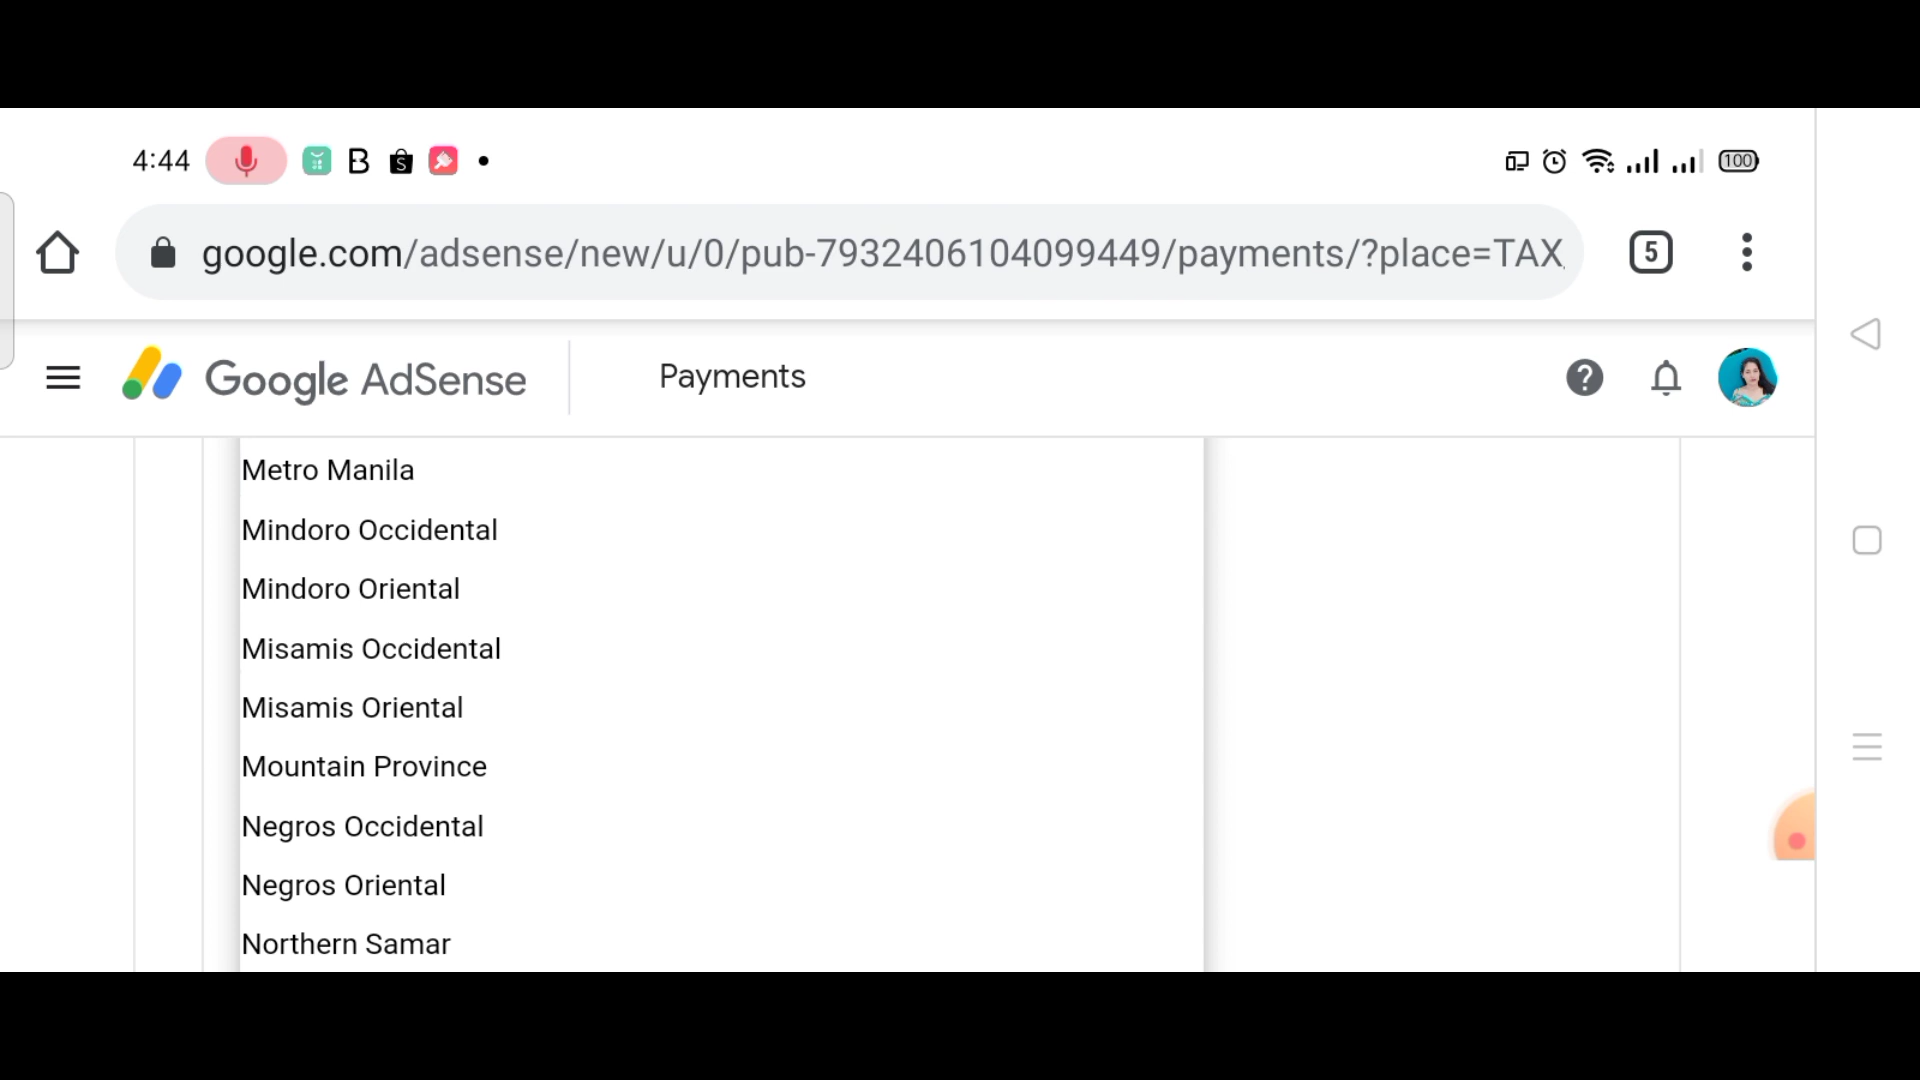 4:44
100
google.com/adsense/new/u/0/pub-7932406104099449/payments/?place=TAX
5
Google AdSense
Payments
Metro Manila
Mindoro Occidental
Mindoro Oriental
Misamis Occidental
Misamis Oriental
Mountain Province
Negros Occidental
Negros Oriental
Northern Samar